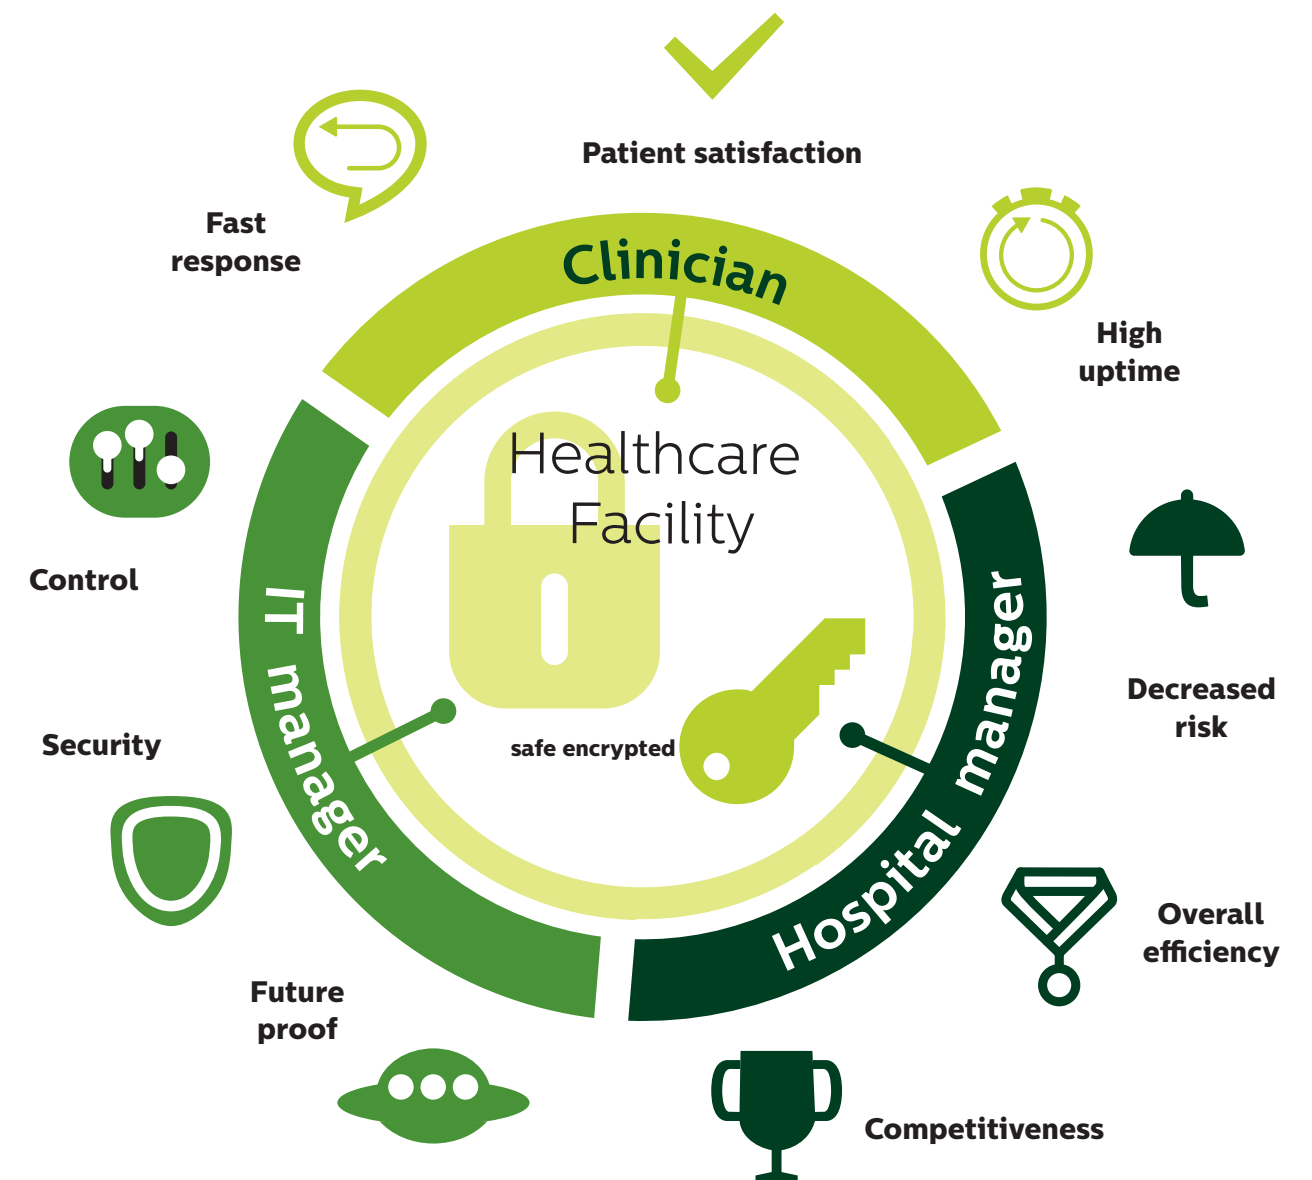 Patient satisfaction
Fast
response
Clinician
High
uptime
Healthcare
Facility
Control
IT manager
Hospital manager
Decreased
risk
Security
safe encrypted
Overall
efficiency
Future
proof
Competitiveness